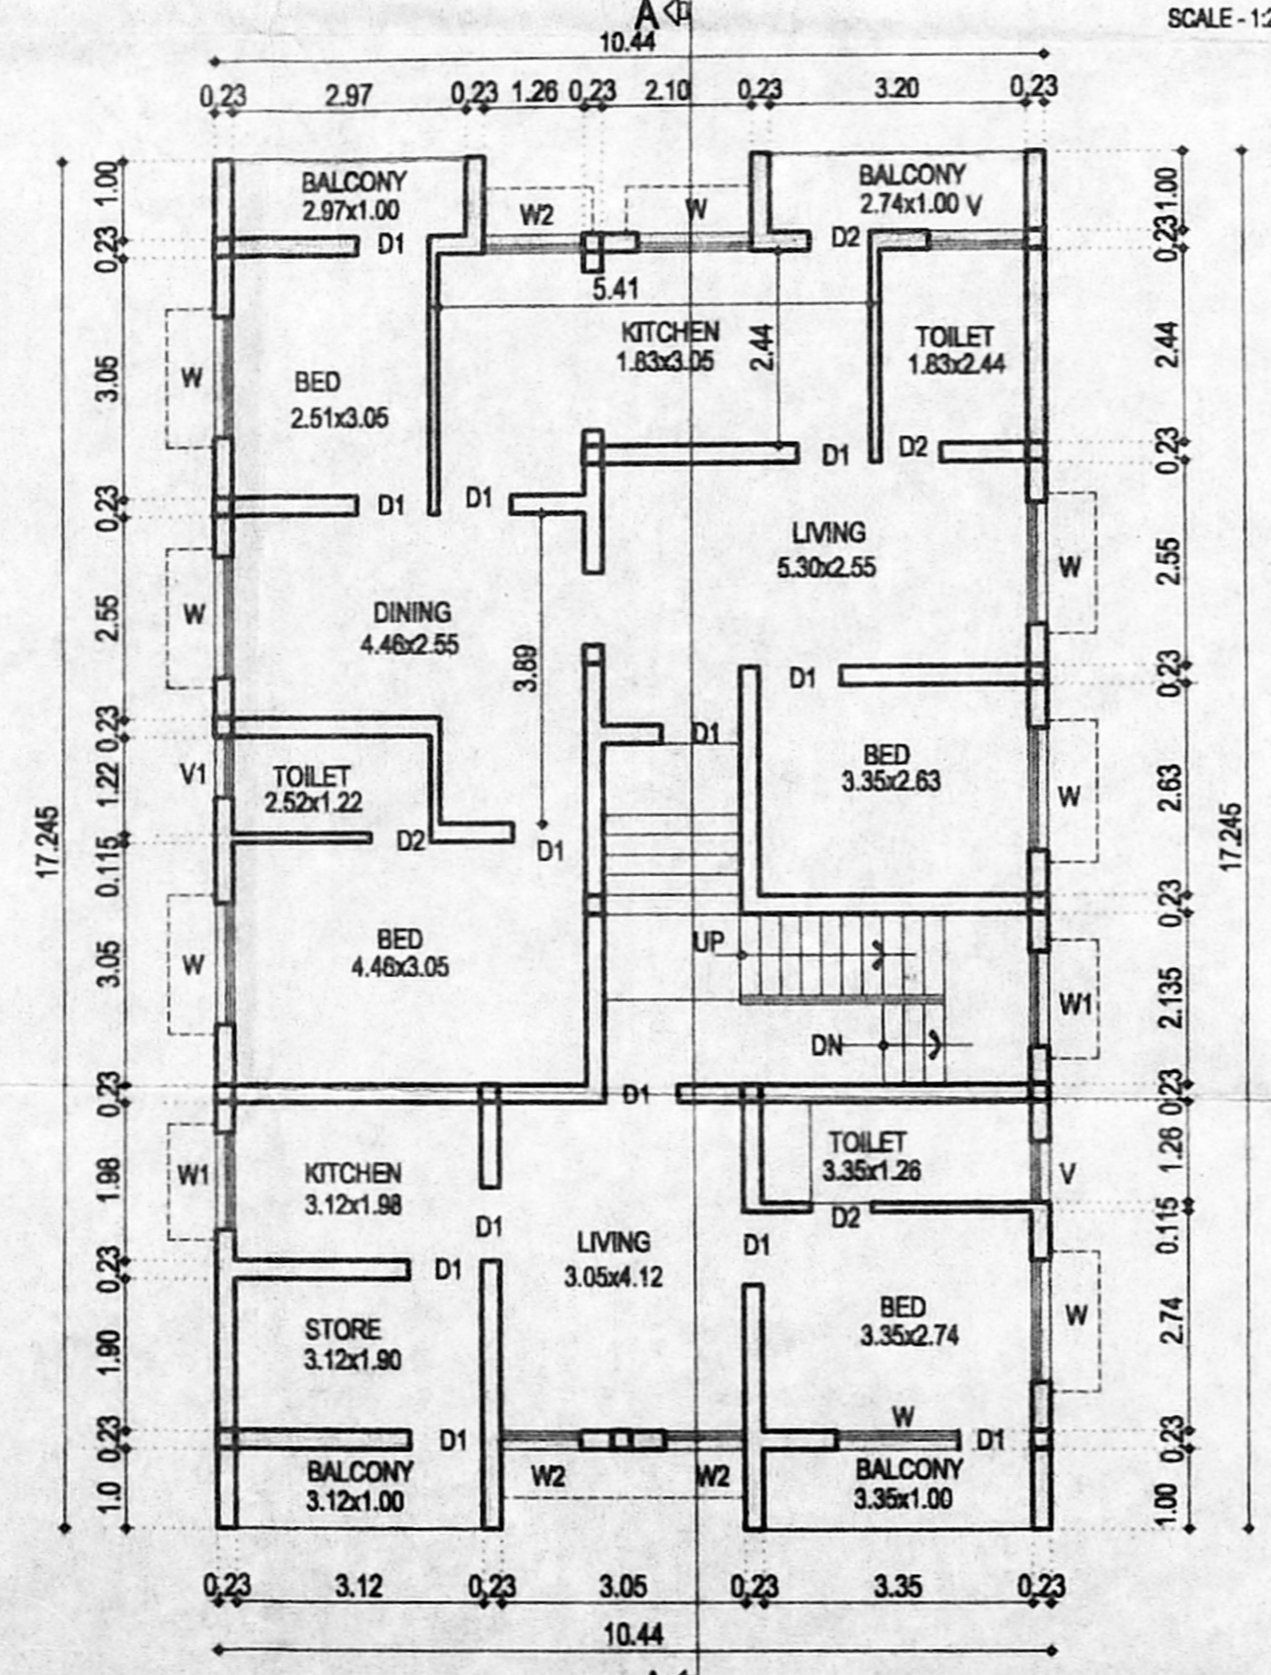 A
SCALE - 1:2
10.44
0.23 2.97 0.23 1.26 0.23 2.10 0.23 3.20 0.23
1.00
BALCONY
2.97x1.00
W2
W
BALCONY
2.74x1.00 V
1.00
0.23
D1
D2
0.23
5.41
W
3.05
BED
2.51x3.05
KITCHEN
1.83x3.05
2.44
TOILET
1.83x2.44
2.44
D1
D2
0.23
0.23
D1
D1
W
2.55
DINING
4.46x2.55
3.89
LIVING
5.30x2.55
W
2.55
D1
0.23
0.23
D1
V1
1.22
TOILET
2.52x1.22
BED
3.35x2.63
W
2.63
17.245
17.245
0.115
D2
D1
0.23
W
3.05
BED
4.46x3.05
UP
W1
2.135
DN
0.23
D1
0.23
W1
1.98
KITCHEN
3.12x1.98
TOILET
3.35x1.26
V
1.26
D1
LIVING
3.05x4.12
D1
D2
0.115
0.23
D1
STORE
3.12x1.90
1.90
BED
3.35x2.74
W
2.74
W
0.23
D1
D1
0.23
1.0
BALCONY
3.12x1.00
W2
W2
BALCONY
3.35x1.00
1.00
0.23 3.12 0.23 3.05 0.23 3.35 0.23
10.44